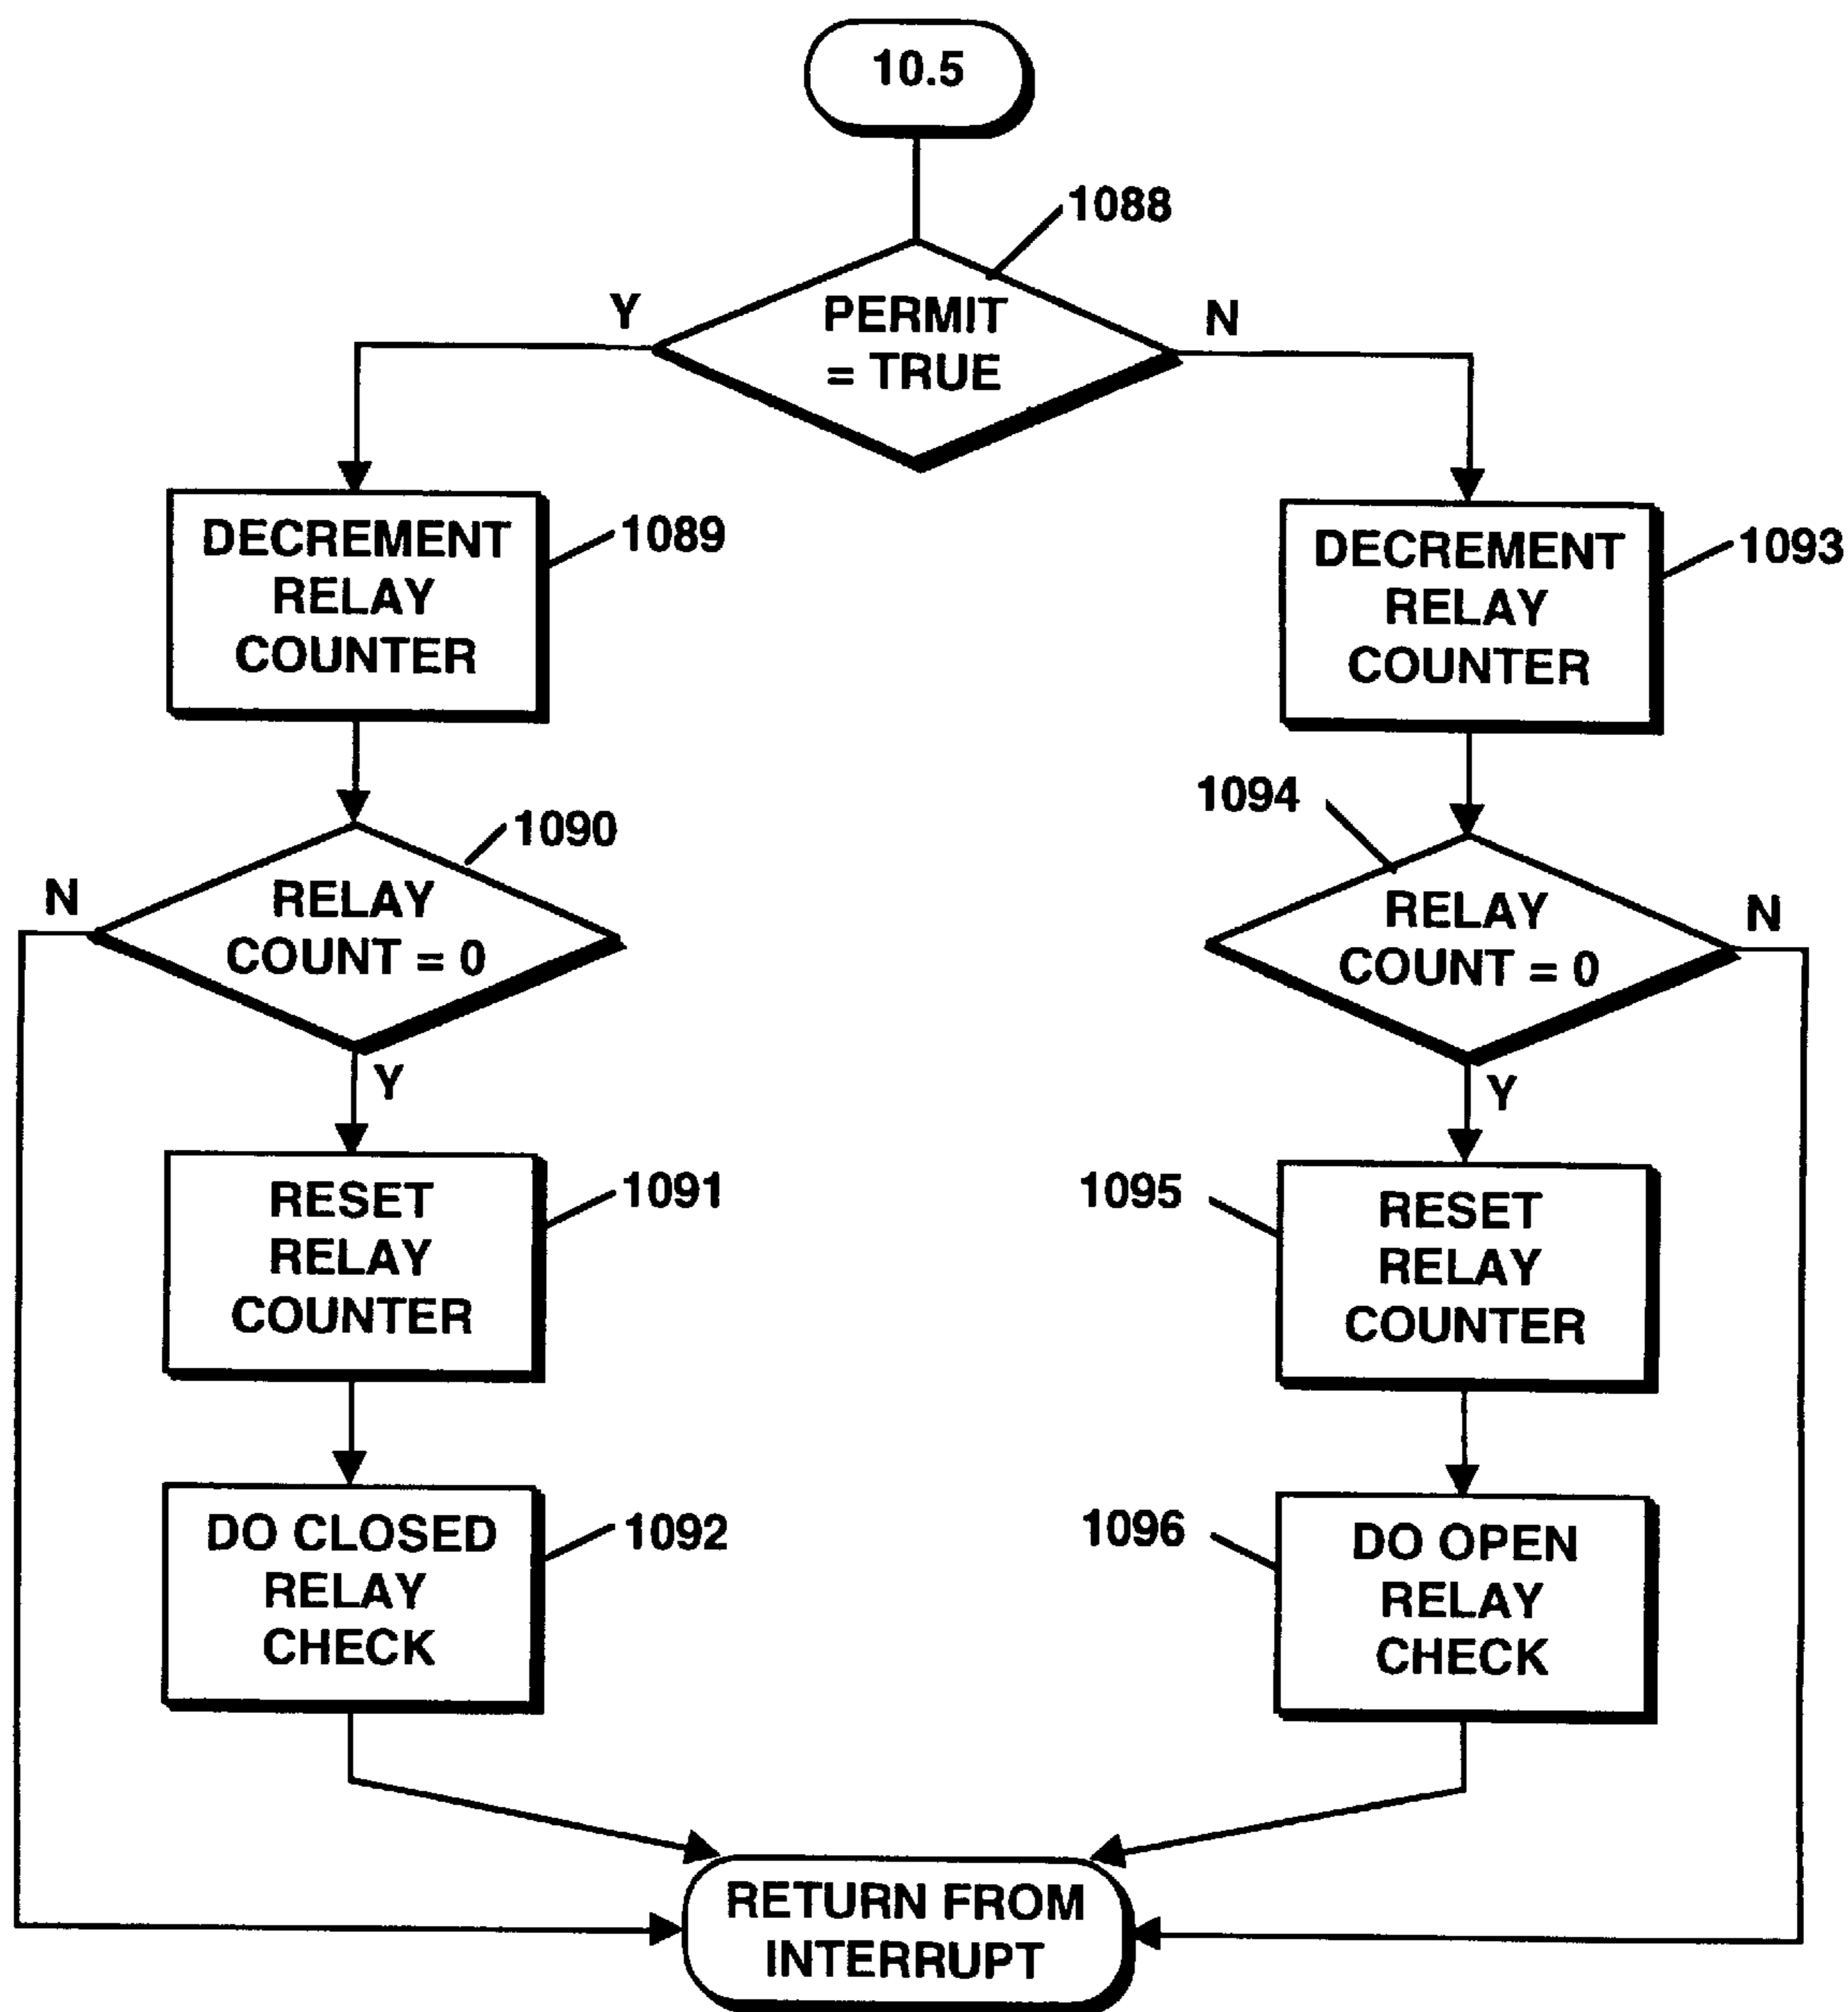 10.5
1088
PERMIT
= TRUE
Y
N
DECREMENT
RELAY
COUNTER
1089
DECREMENT
RELAY
COUNTER
1093
1090
RELAY
COUNT = 0
N
Y
1094
RELAY
COUNT = 0
N
Y
RESET
RELAY
COUNTER
1091
1095
RESET
RELAY
COUNTER
DO CLOSED
RELAY
CHECK
1092
1096
DO OPEN
RELAY
CHECK
RETURN FROM
INTERRUPT